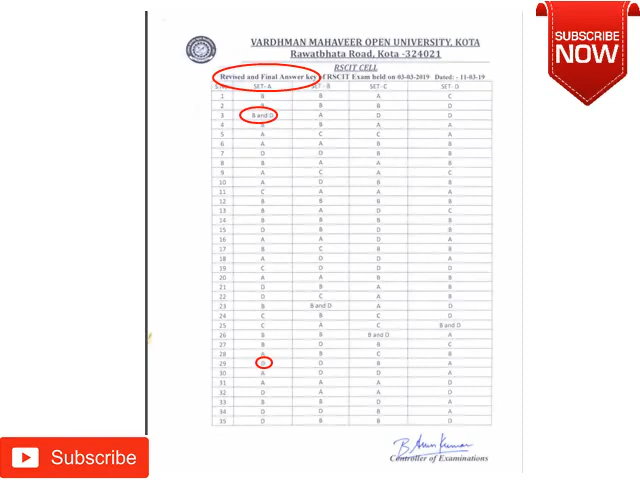 SUBSCRIBE
NOW
VARDHMAN MAHAVEER OPEN UNIVERSITY, KOTA
Rawatbhata Road, Kota -324021
RSCIT CELL
Revised and Final Answer key of RSCIT Exam held on 03-03-2019 Dated: - 11-03-19
S.No SET- A SET - B SET- C SET- D
1 B B A C
2 B B B D
3 B and D A D D
4 B B A A
5 A C C A
6 A A B B
7 D D B B
8 B A A B
9 A C A C
10 A D B B
11 C A A A
12 B B B B
13 B A D C
14 B B B B
15 D B D B
16 A A D A
17 B C B B
18 A D D A
19 C D D D
20 A A B B
21 D B A B
22 D C A B
23 B B and D A D
24 C B C D
25 C A C B and D
26 B B B and D A
27 B D B C
28 A B C B
29 D D B A
30 A D D A
31 A A A D
32 D A A D
33 B B D A
34 D D B A
35 D B B D
B Arun Kumar
Controller of Examinations
Subscribe